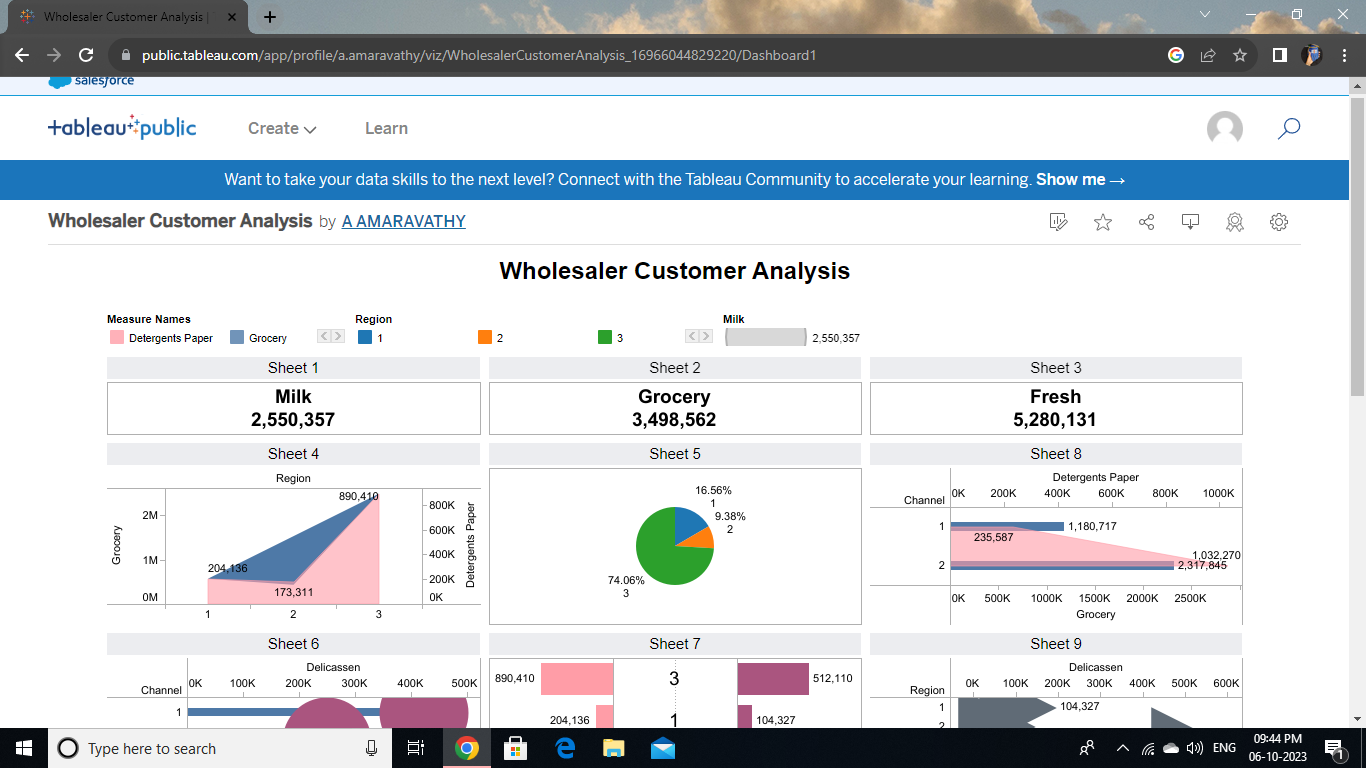 Wholesaler Customer Analysis |
public.tableau.com/app/profile/a.amaravathy/viz/WholesalerCustomerAnalysis_16966044829220/Dashboard1
salesforce
+ableau public
Create
Learn
Want to take your data skills to the next level? Connect with the Tableau Community to accelerate your learning. Show me →
Wholesaler Customer Analysis by A AMARAVATHY
Wholesaler Customer Analysis
Measure Names
Detergents Paper
Grocery
Region
1
2
3
Milk
2,550,357
Sheet 1
Milk
2,550,357
Sheet 2
Grocery
3,498,562
Sheet 3
Fresh
5,280,131
Sheet 4
Region
Grocery
2M
1M
0M
890,410
204,136
173,311
800K
600K
400K
200K
0K
Detergents Paper
1 2 3
Sheet 5
16.56%
1
9.38%
2
74.06%
3
Sheet 8
Detergents Paper
Channel
0K 200K 400K 600K 800K 1000K
1
1,180,717
235,587
1,032,270
2
2,317,845
0K 500K 1000K 1500K 2000K 2500K
Grocery
Sheet 6
Delicassen
Channel
0K 100K 200K 300K 400K 500K
1
Sheet 7
890,410 3 512,110
204,136 1 104,327
Sheet 9
Delicassen
Region
0K 100K 200K 300K 400K 500K 600K
1
104,327
2
Type here to search
ENG
09:44 PM
06-10-2023
1